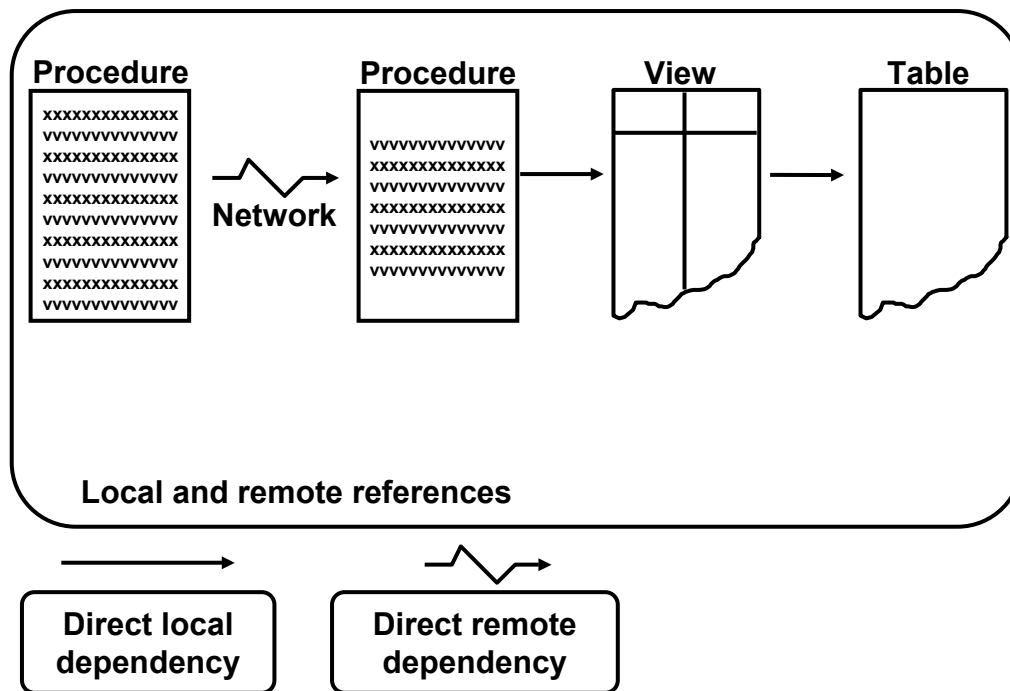 Procedure Procedure View Table
xxxxxxxxxxxxxx
vvvvvvvvvvvvvv
xxxxxxxxxxxxxx
vvvvvvvvvvvvvv
xxxxxxxxxxxxxx
vvvvvvvvvvvvvv
xxxxxxxxxxxxxx
vvvvvvvvvvvvvv
xxxxxxxxxxxxxx
vvvvvvvvvvvvvv
Network
vvvvvvvvvvvvvv
xxxxxxxxxxxxxx
vvvvvvvvvvvvvv
xxxxxxxxxxxxxx
vvvvvvvvvvvvvv
xxxxxxxxxxxxxx
vvvvvvvvvvvvvv
Local and remote references
Direct local
dependency
Direct remote
dependency